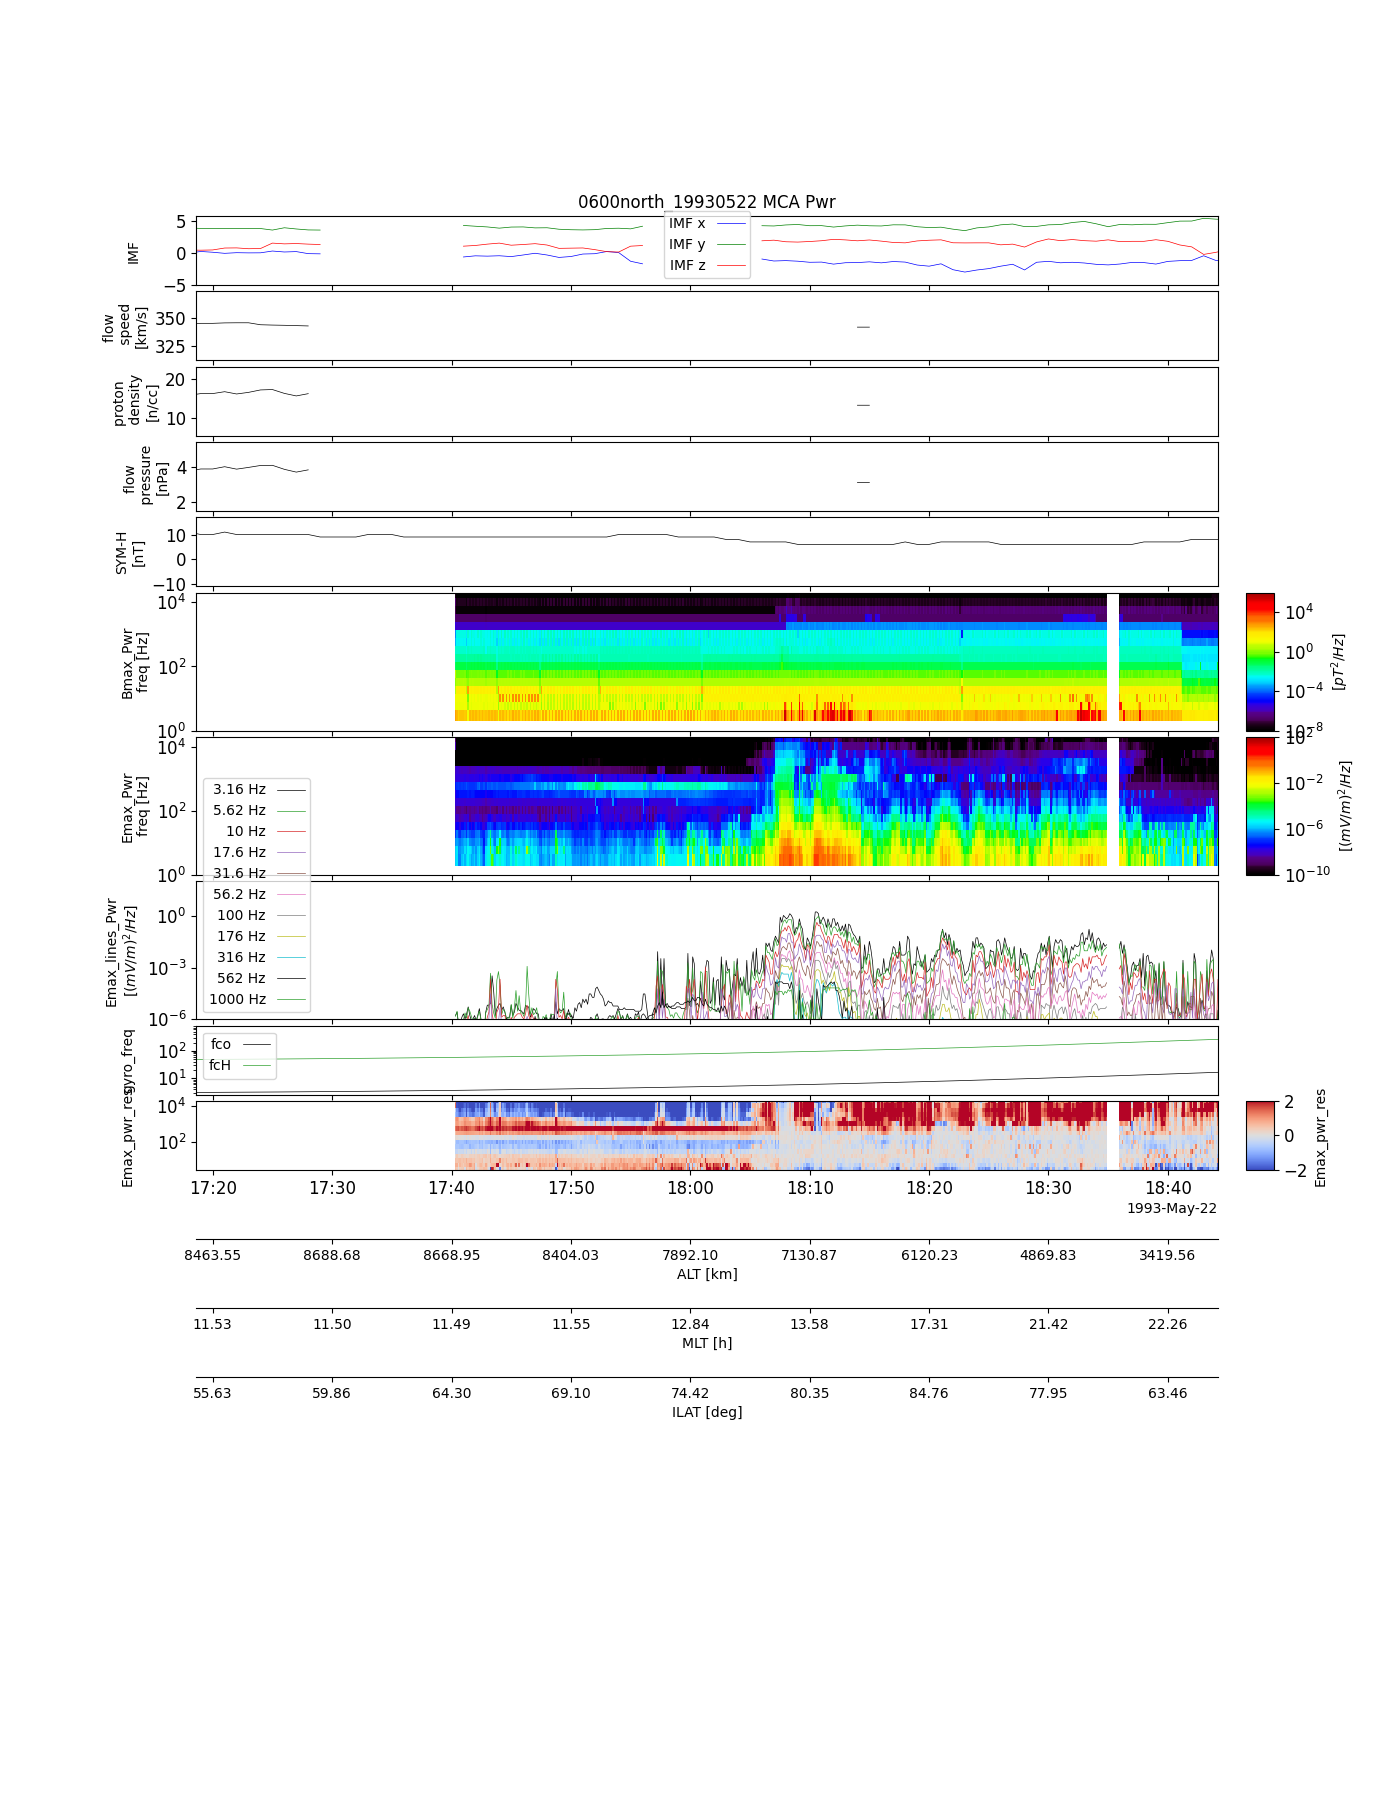 0600north_19930522 MCA Pwr
IMF
5
0
−5
IMF x
IMF y
IMF z
flow
speed
[km/s]
350
325
proton
density
[n/cc]
20
10
flow
pressure
[nPa]
4
2
SYM-H
[nT]
10
0
−10
Bmax_Pwr
freq [Hz]
10^4
10^2
10^0
10^4
10^0
10^−4
10^−8
[pT^2/Hz]
Emax_Pwr
freq [Hz]
10^4
10^2
10^0
10^2
10^−2
10^−6
10^−10
[(mV/m)^2/Hz]
3.16 Hz
5.62 Hz
10 Hz
17.6 Hz
31.6 Hz
56.2 Hz
100 Hz
176 Hz
316 Hz
562 Hz
1000 Hz
Emax_lines_Pwr
[(mV/m)^2/Hz]
10^0
10^−3
10^−6
gyro_freq
10^2
10^1
fco
fcH
Emax_pwr_res
10^4
10^2
2
0
−2
Emax_pwr_res
17:20 17:30 17:40 17:50 18:00 18:10 18:20 18:30 18:40
1993-May-22
8463.55 8688.68 8668.95 8404.03 7892.10 7130.87 6120.23 4869.83 3419.56
ALT [km]
11.53 11.50 11.49 11.55 12.84 13.58 17.31 21.42 22.26
MLT [h]
55.63 59.86 64.30 69.10 74.42 80.35 84.76 77.95 63.46
ILAT [deg]